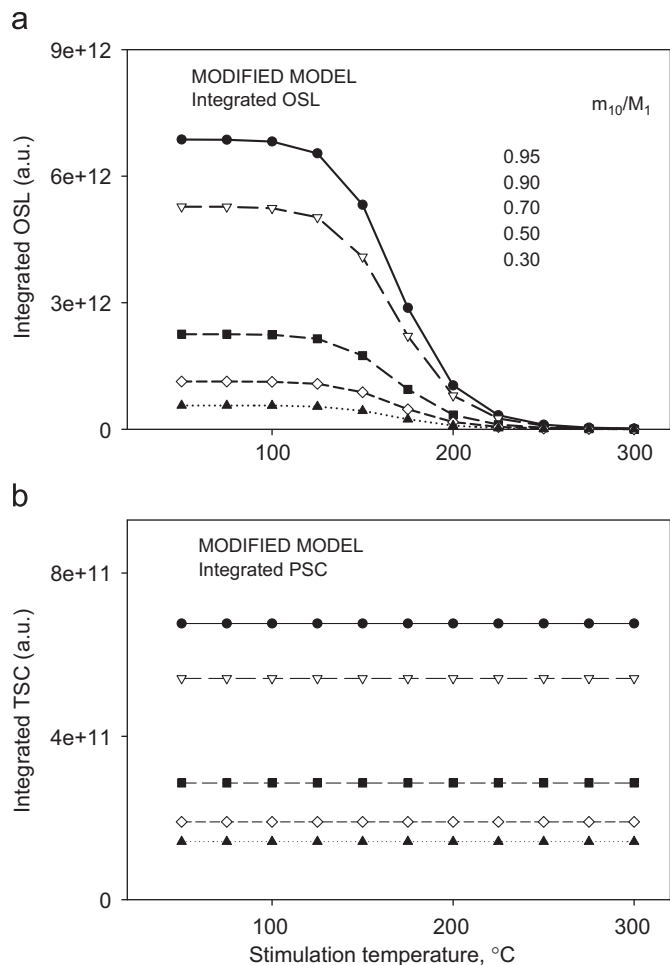 a
9e+12
6e+12
3e+12
0
Integrated OSL (a.u.)
MODIFIED MODEL
Integrated OSL
m10/M1
0.95
0.90
0.70
0.50
0.30
100
200
300
b
8e+11
4e+11
0
Integrated TSC (a.u.)
MODIFIED MODEL
Integrated PSC
100
200
300
Stimulation temperature, °C